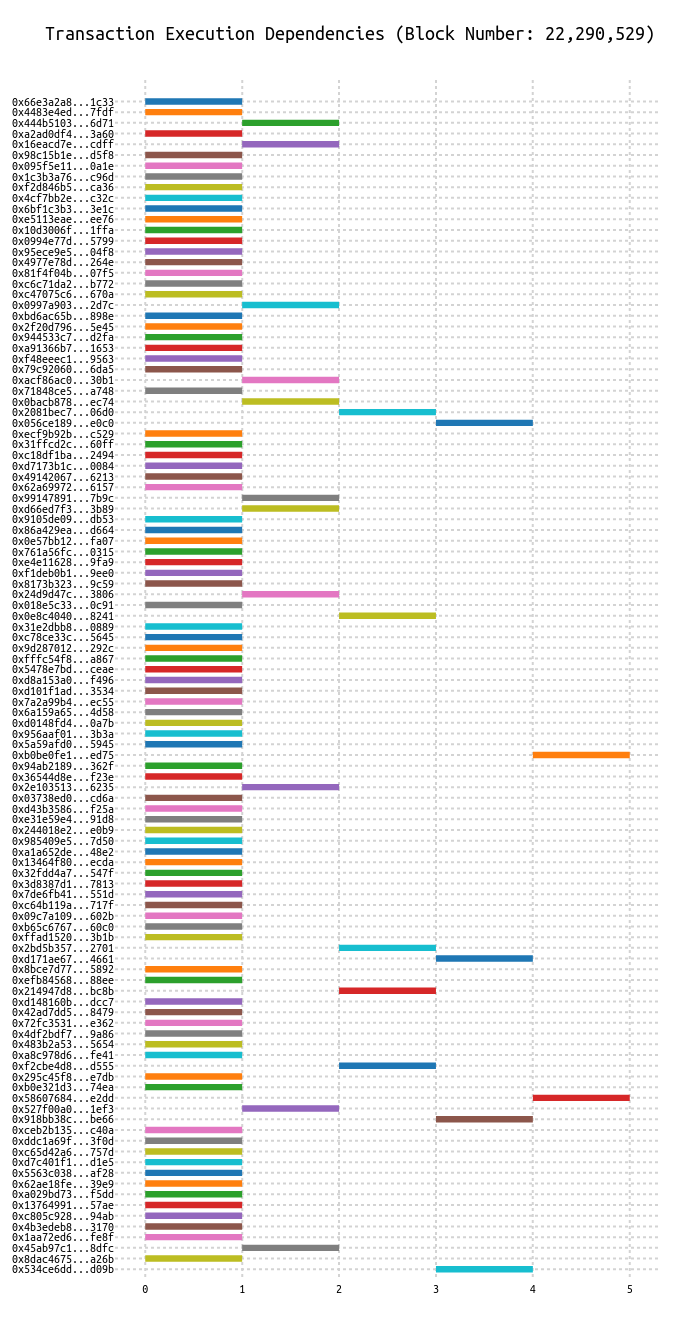 Transaction Execution Dependencies (Block Number: 22,290,529)
0x66e3a2a8...1c33
0x4483e4ed...7fdf
0x444b5103...6d71
0xa2ad0df4...3a60
0x16eacd7e...cdff
0x98c15b1e...d5f8
0x095f5e11...0a1e
0x1c3b3a76...c96d
0xf2d846b5...ca36
0x4cf7bb2e...c32c
0x6bf1c3b3...3e1c
0xe5113eae...ee76
0x10d3006f...1ffa
0x0994e77d...5799
0x95ece9e5...04f8
0x4977e78d...264e
0x81f4f04b...07f5
0xc6c71da2...b772
0xc47075c6...670a
0x0997a903...2d7c
0xbd6ac65b...898e
0x2f20d796...5e45
0x944533c7...d2fa
0xa91366b7...1653
0xf48eeec1...9563
0x79c92060...6da5
0xacf86ac0...30b1
0x71848ce5...a748
0x0bacb878...ec74
0x2081bec7...06d0
0x056ce189...e0c0
0xecf9b92b...c529
0x31ffcd2c...60ff
0xc18df1ba...2494
0xd7173b1c...0084
0x49142067...6213
0x62a69972...6157
0x99147891...7b9c
0xd66ed7f3...3b89
0x9105de09...db53
0x86a429ea...d664
0x0e57bb12...fa07
0x761a56fc...0315
0xe4e11628...9fa9
0xf1deb0b1...9ee0
0x8173b323...9c59
0x24d9d47c...3806
0x018e5c33...0c91
0x0e8c4040...8241
0x31e2dbb8...0889
0xc78ce33c...5645
0x9d287012...292c
0xfffc54f8...a867
0x5478e7bd...ceae
0xd8a153a0...f496
0xd101f1ad...3534
0x7a2a99b4...ec55
0x6a159a65...4d58
0xd0148fd4...0a7b
0x956aaf01...3b3a
0x5a59afd0...5945
0xb0be0fe1...ed75
0x94ab2189...362f
0x36544d8e...f23e
0x2e103513...6235
0x03738ed0...cd6a
0xd43b3586...f25a
0xe31e59e4...91d8
0x244018e2...e0b9
0x985409e5...7d50
0xa1a652de...48e2
0x13464f80...ecda
0x32fdd4a7...547f
0x3d8387d1...7813
0x7de6fb41...551d
0xc64b119a...717f
0x09c7a109...602b
0xb65c6767...60c0
0xffad1520...3b1b
0x2bd5b357...2701
0xd171ae67...4661
0x8bce7d77...5892
0xefb84568...88ee
0x214947d8...bc8b
0xd148160b...dcc7
0x42ad7dd5...8479
0x72fc3531...e362
0x4df2bdf7...9a86
0x483b2a53...5654
0xa8c978d6...fe41
0xf2cbe4d8...d555
0x295c45f8...e7db
0xb0e321d3...74ea
0x58607684...e2dd
0x527f00a0...1ef3
0x918bb38c...be66
0xceb2b135...c40a
0xddc1a69f...3f0d
0xc65d42a6...757d
0xd7c401f1...d1e5
0x5563c038...af28
0x62ae18fe...39e9
0xa029bd73...f5dd
0x13764991...57ae
0xc805c928...94ab
0x4b3edeb8...3170
0x1aa72ed6...fe8f
0x45ab97c1...8dfc
0x8dac4675...a26b
0x534ce6dd...d09b
0 1 2 3 4 5